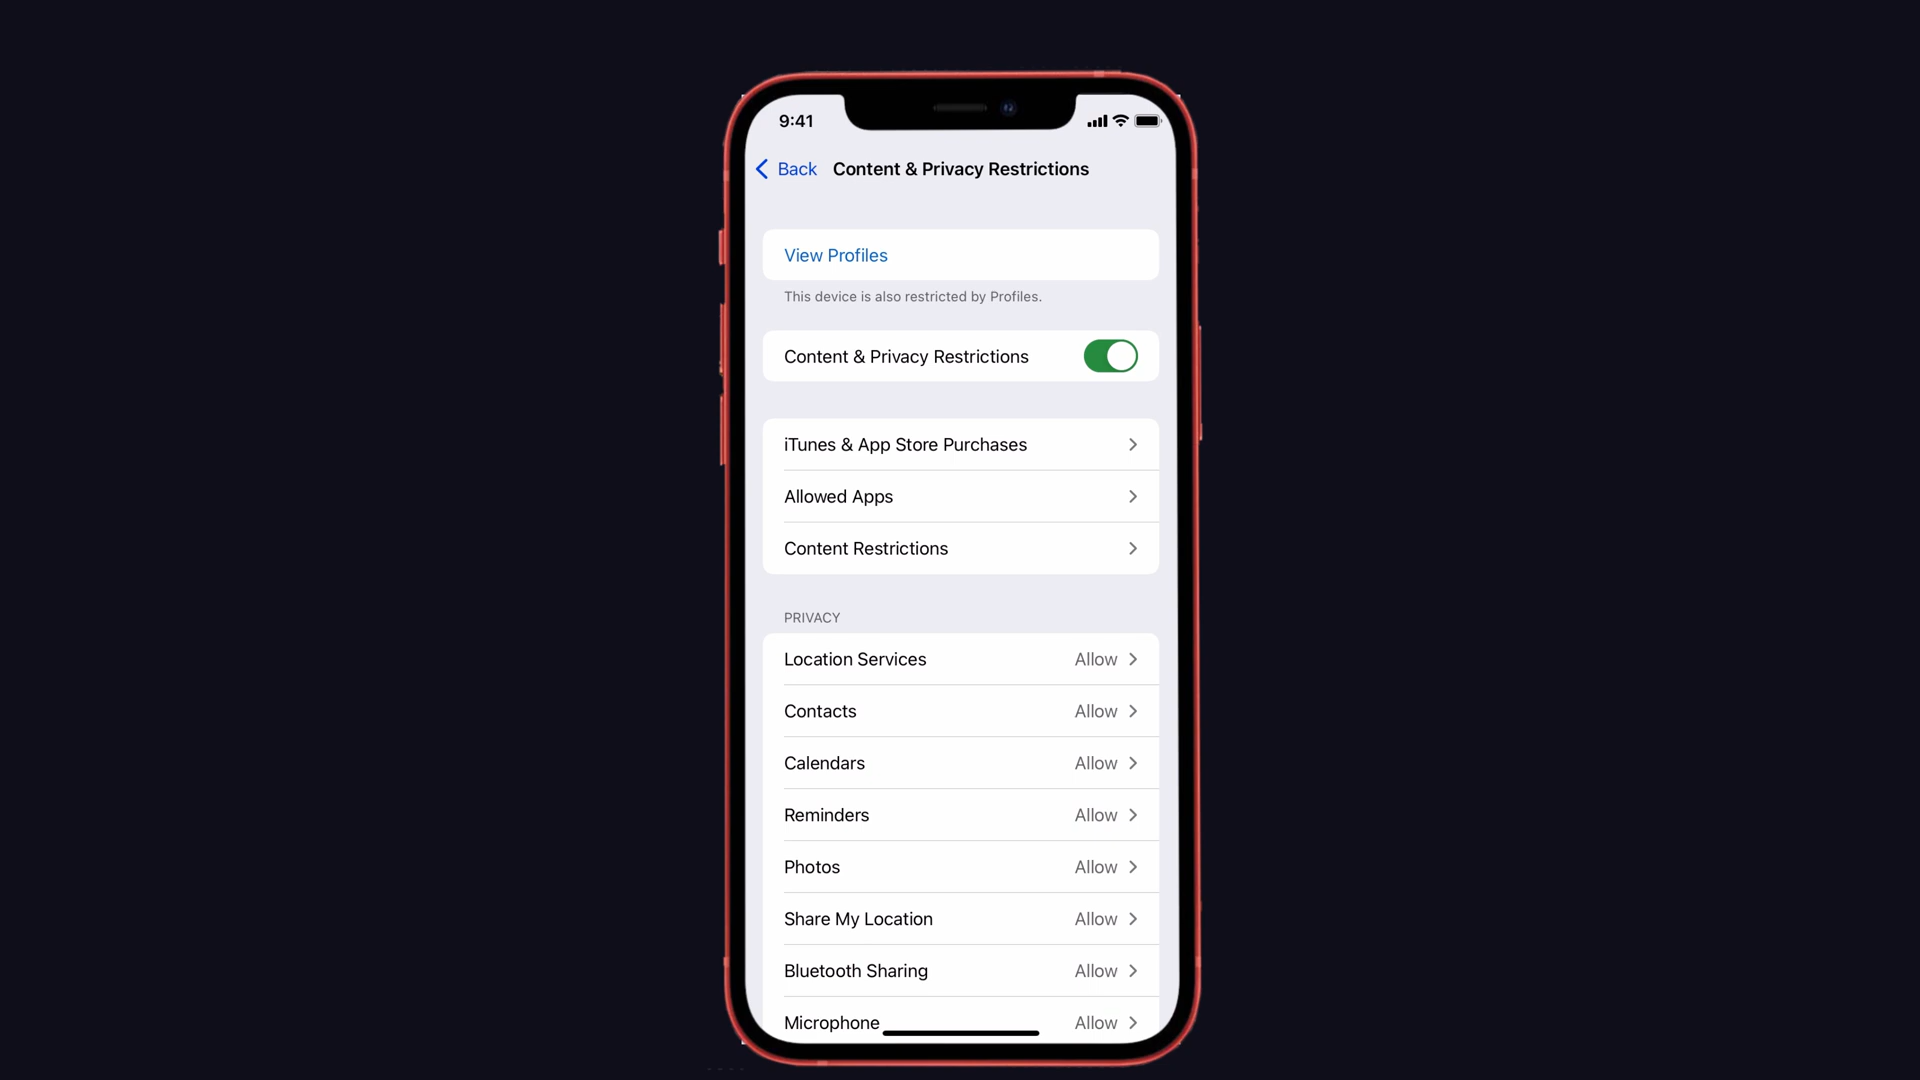 9:41
Back Content & Privacy Restrictions
View Profiles
This device is also restricted by Profiles.
Content & Privacy Restrictions
iTunes & App Store Purchases
Allowed Apps
Content Restrictions
PRIVACY
Location Services Allow
Contacts Allow
Calendars Allow
Reminders Allow
Photos Allow
Share My Location Allow
Bluetooth Sharing Allow
Microphone Allow